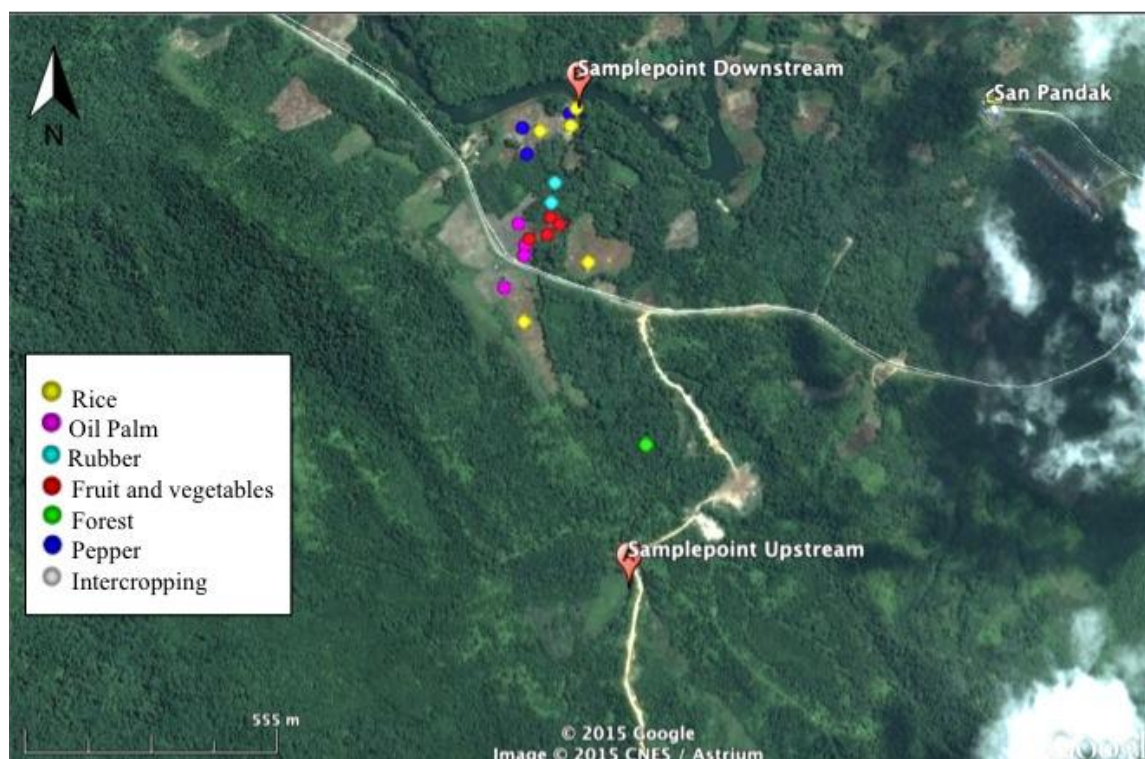 Samplepoint Downstream
San Pandak
N
Rice
Oil Palm
Rubber
Fruit and vegetables
Forest
Pepper
Intercropping
Samplepoint Upstream
A
555 m
© 2015 Google
Image © 2015 CNES / Astrium